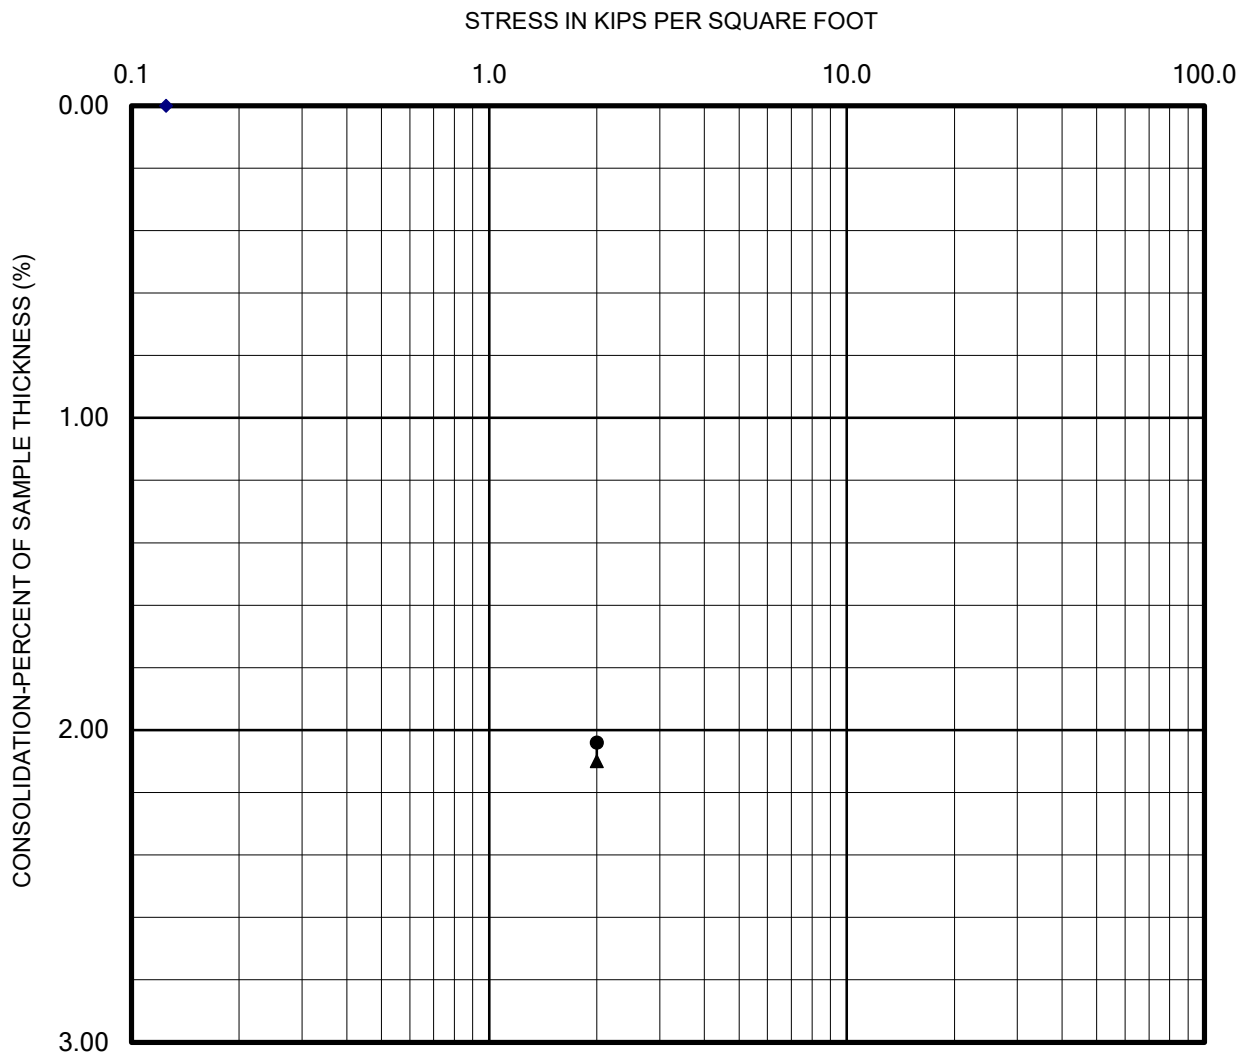 STRESS IN KIPS PER SQUARE FOOT
0.1 1.0 10.0 100.0
0.00
1.00
2.00
3.00
CONSOLIDATION-PERCENT OF SAMPLE THICKNESS (%)